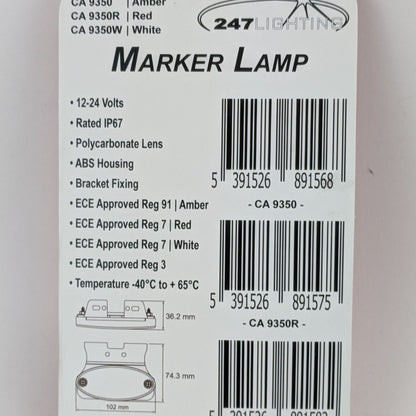 CA 9350 | Amber
CA 9350R | Red
CA 9350W | White
247LIGHTING
MARKER LAMP
• 12-24 Volts
• Rated IP67
• Polycarbonate Lens
• ABS Housing
• Bracket Fixing
• ECE Approved Reg 91 | Amber
• ECE Approved Reg 7 | Red
• ECE Approved Reg 7 | White
• ECE Approved Reg 3
• Temperature -40°C to + 65°C
5 391526 891568
- CA 9350 -
5 391526 891575
- CA 9350R -
36.2 mm
74.3 mm
102 mm